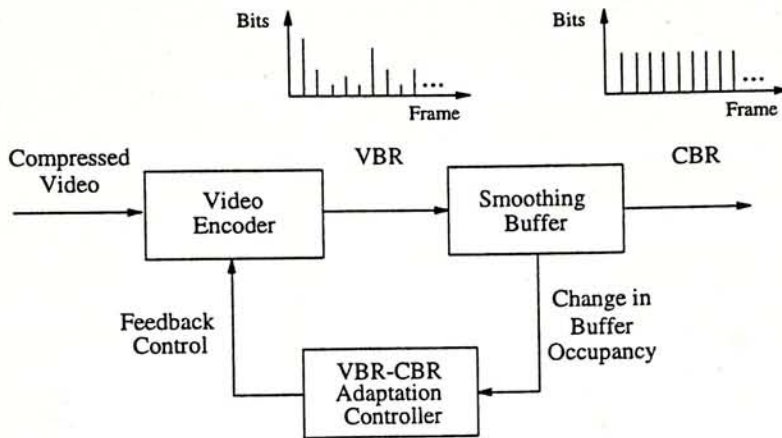 Bits
Frame
Bits
Frame
Compressed
Video
VBR
CBR
Video
Encoder
Smoothing
Buffer
Feedback
Control
Change in
Buffer
Occupancy
VBR-CBR
Adaptation
Controller